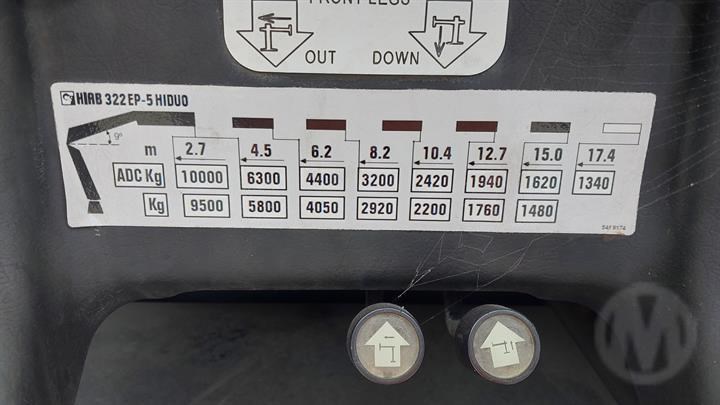 FRONT LEGS
OUT DOWN
HIAB 322 EP-5 HIDUO
9°
m 2.7 4.5 6.2 8.2 10.4 12.7 15.0 17.4
ADC Kg 10000 6300 4400 3200 2420 1940 1620 1340
Kg 9500 5800 4050 2920 2200 1760 1480
M